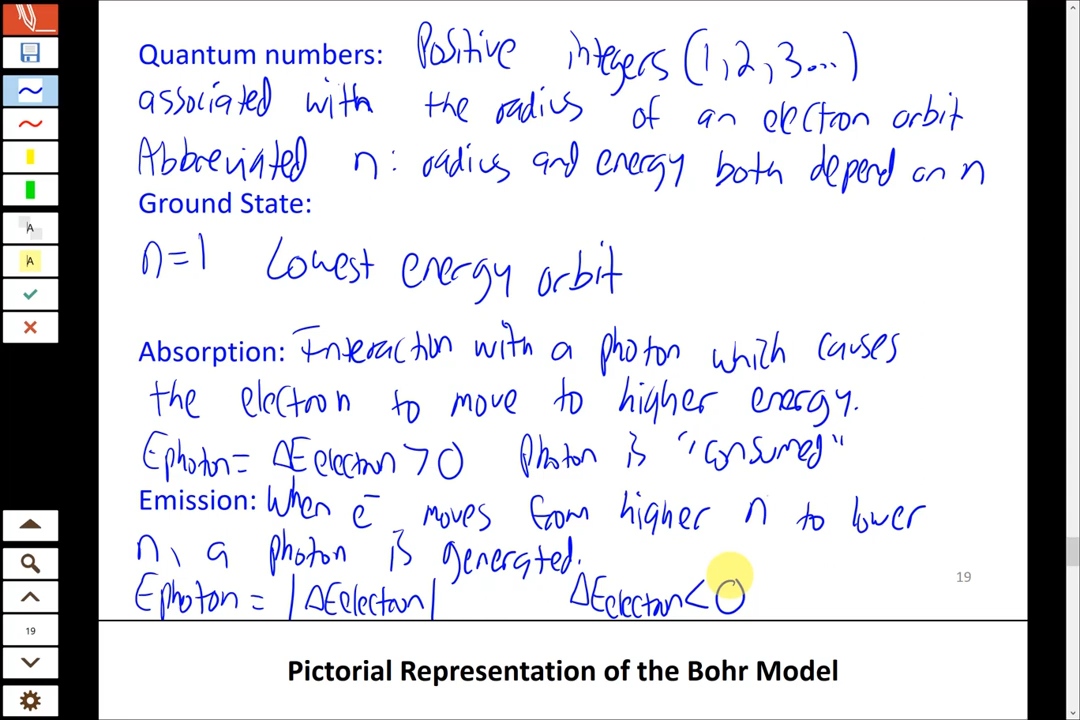 Quantum numbers: Positive integers (1, 2, 3...)
associated with the radius of an electron orbit
Abbreviated n: radius and energy both depend on n
Ground State:
n=1 Lowest energy orbit
Absorption: Interaction with a photon which causes
the electron to move to higher energy.
Ephoton = ΔEelectron > 0 Photon is "consumed"
Emission: When e⁻ moves from higher n to lower
n, a photon is generated.
Ephoton = |ΔEelectron| ΔEelectron < 0
19
Pictorial Representation of the Bohr Model
A
A
19